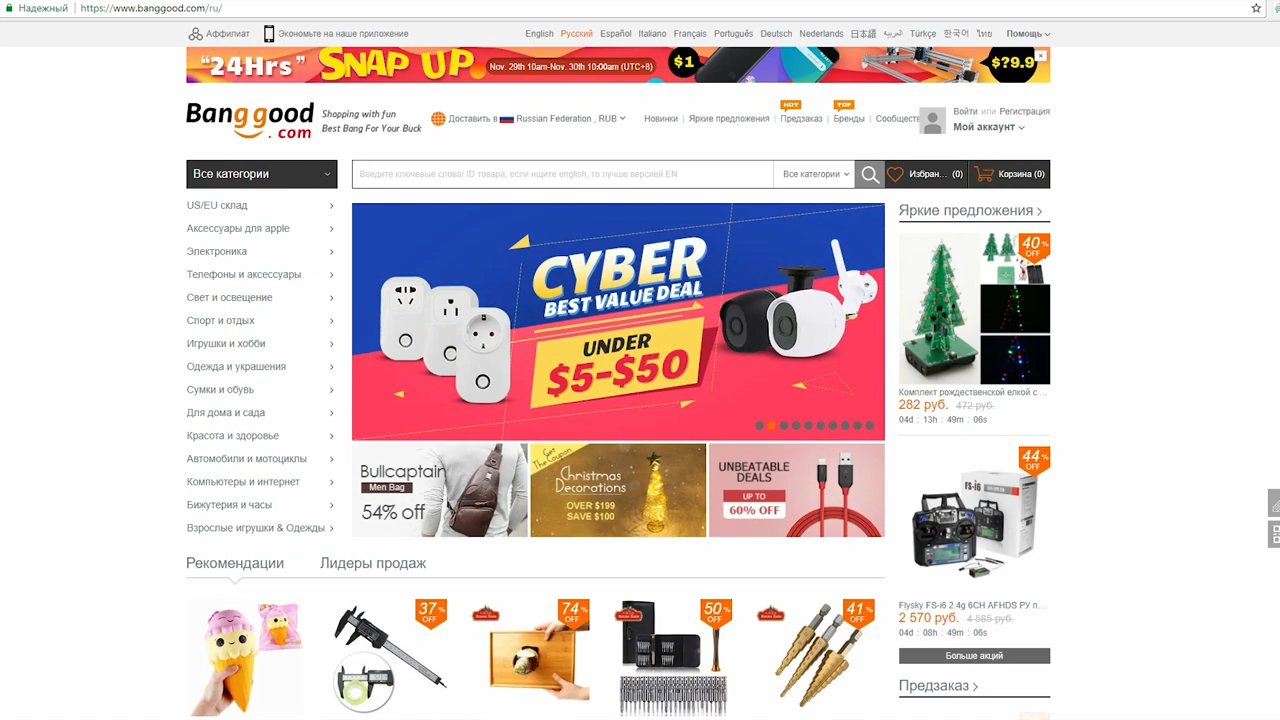 Надежный
https://www.banggood.com/ru/
Аффлиат
Экономьте на наше приложениe
English Русский Español Italiano Français Português Deutsch Nederlands 日本語 العربية Türkçe 한국어 ไทย
Помощь
"24Hrs" SNAP UP
Nov. 29th 10am-Nov. 30th 10:00am (UTC+8)
$1
$?9.9
Banggood.com
Shopping with fun
Best Bang For Your Buck
Доставить в Russian Federation , RUB
Новинки
Яркие предложения
HOT
Предзаказ
TOP
Бренды
Сообщест
Войти или Регистрация
Мой аккаунт
Все категории
Введите ключевые слова/ ID товара, если ищите english, то лучше версией EN
Все категории
Избран... (0)
Корзина (0)
US/EU склад
Аксессуары для apple
Электроника
Телефоны и аксессуары
Свет и освещение
Спорт и отдых
Игрушки и хобби
Одежда и украшения
Сумки и обувь
Для дома и сада
Красота и здоровье
Автомобили и мотоциклы
Компьютеры и интернет
Бижутерия и часы
Взрослые игрушки & Одежды
CYBER
BEST VALUE DEAL
UNDER
$5-$50
Bullcaptain
Men Bag
54% off
Get The Coupon
Christmas
Decorations
OVER $199
SAVE $100
UNBEATABLE
DEALS
UP TO
60% OFF
Яркие предложения
40% OFF
Комплект рождественской елкой с ...
282 руб. 472 руб.
04d : 13h : 49m : 06s
44% OFF
FS-i6
Flysky FS-i6 2.4g 6CH AFHDS РУ п...
2 570 руб. 4 585 руб.
04d : 08h : 49m : 06s
Больше акций
Предзаказ
Рекомендации
Лидеры продаж
37% OFF
74% OFF
50% OFF
41% OFF